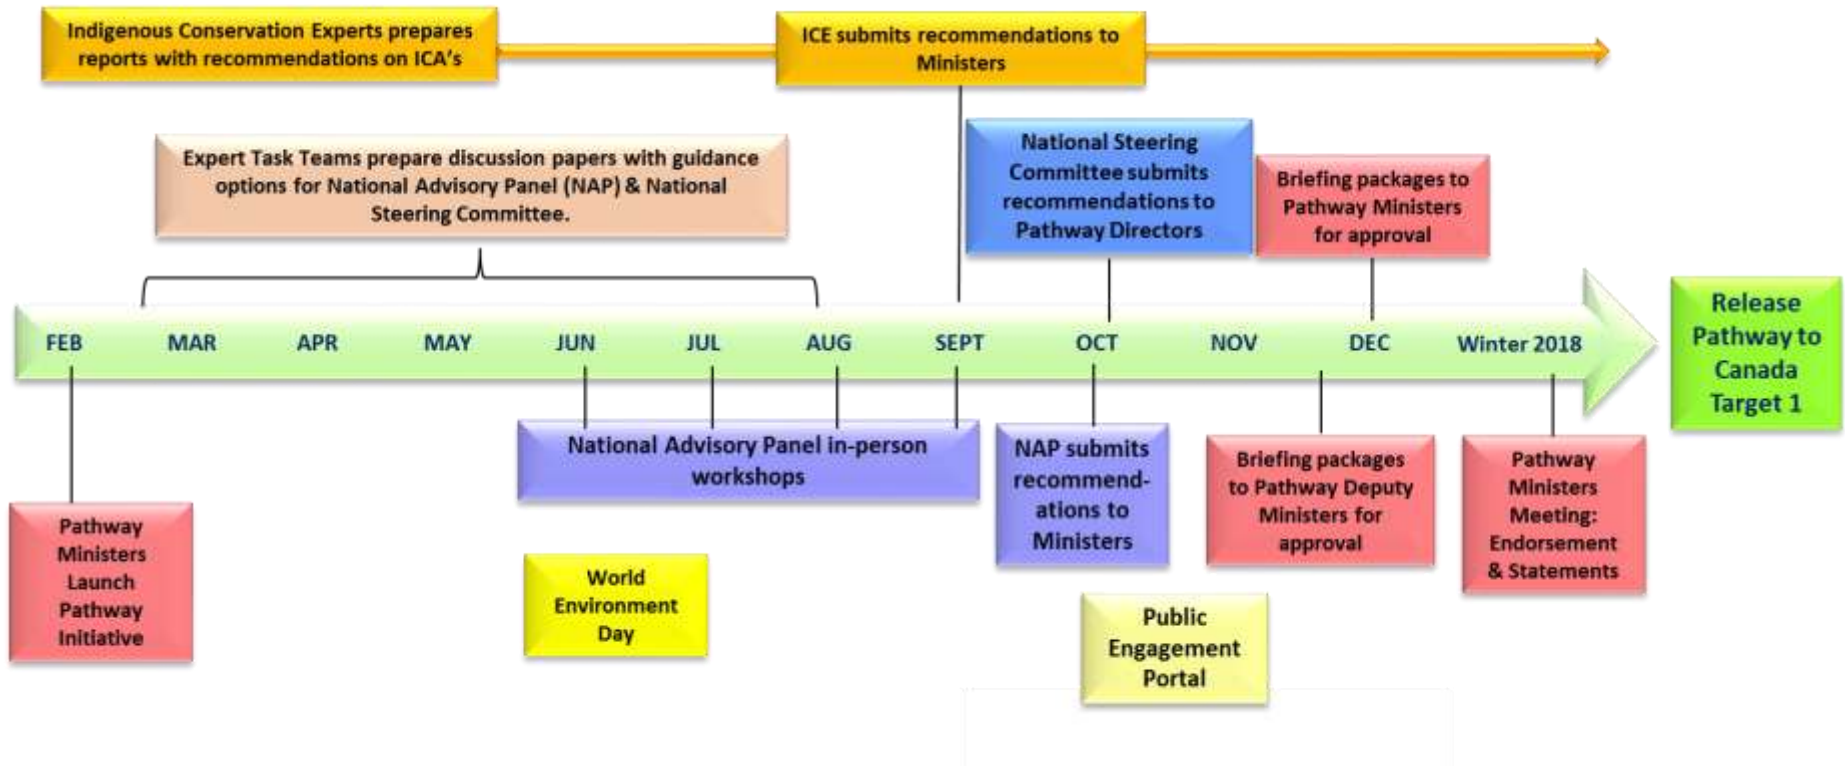 Indigenous Conservation Experts prepares
reports with recommendations on ICA's
ICE submits recommendations to
Ministers
Expert Task Teams prepare discussion papers with guidance
options for National Advisory Panel (NAP) & National
Steering Committee.
National Steering
Committee submits
recommendations to
Pathway Directors
Briefing packages to
Pathway Ministers
for approval
FEB MAR APR MAY JUN JUL AUG SEPT OCT NOV DEC Winter 2018
Release
Pathway to
Canada
Target 1
Pathway
Ministers
Launch
Pathway
Initiative
National Advisory Panel in-person
workshops
World
Environment
Day
NAP submits
recommend-
ations to
Ministers
Public
Engagement
Portal
Briefing packages
to Pathway Deputy
Ministers for
approval
Pathway
Ministers
Meeting:
Endorsement
& Statements